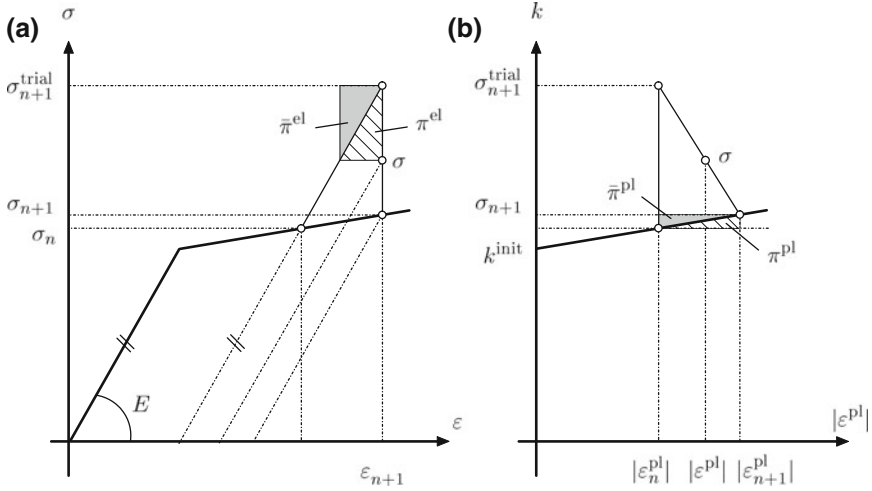 (a)
σ
σ_{n+1}^{trial}
π̄^{el}
π^{el}
σ
σ_{n+1}
σ_n
E
ε
ε_{n+1}
(b)
k
σ_{n+1}^{trial}
σ
π̄^{pl}
σ_{n+1}
k^{init}
π^{pl}
|ε^{pl}|
|ε_n^{pl}| |ε^{pl}| |ε_{n+1}^{pl}|